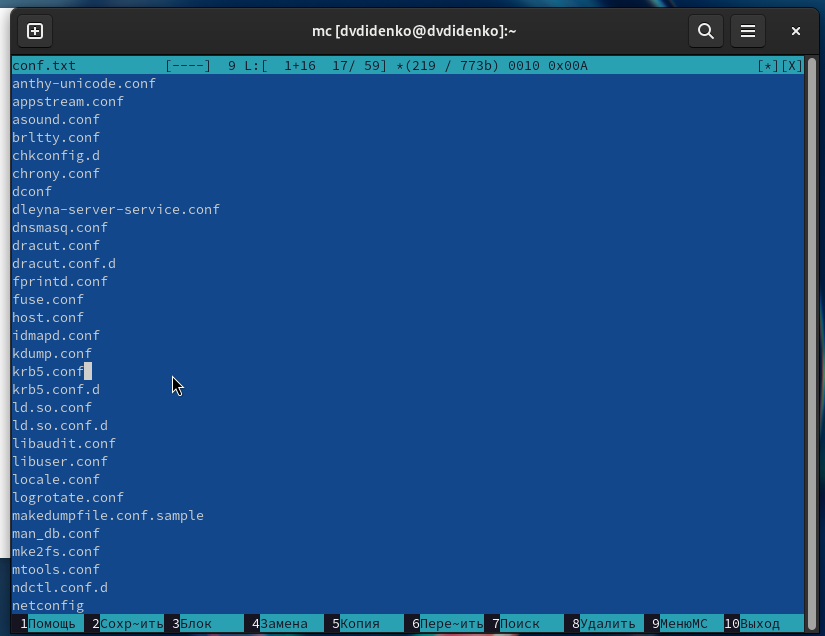 mc [dvdidenko@dvdidenko]:~
conf.txt [----] 9 L:[ 1+16 17/ 59] *(219 / 773b) 0010 0x00A [*][X]
anthy-unicode.conf
appstream.conf
asound.conf
brltty.conf
chkconfig.d
chrony.conf
dconf
dleyna-server-service.conf
dnsmasq.conf
dracut.conf
dracut.conf.d
fprintd.conf
fuse.conf
host.conf
idmapd.conf
kdump.conf
krb5.conf
krb5.conf.d
ld.so.conf
ld.so.conf.d
libaudit.conf
libuser.conf
locale.conf
logrotate.conf
makedumpfile.conf.sample
man_db.conf
mke2fs.conf
mtools.conf
ndctl.conf.d
netconfig
1Помощь 2Сохр~ить 3Блок 4Замена 5Копия 6Пере~ить 7Поиск 8Удалить 9МенюMC 10Выход